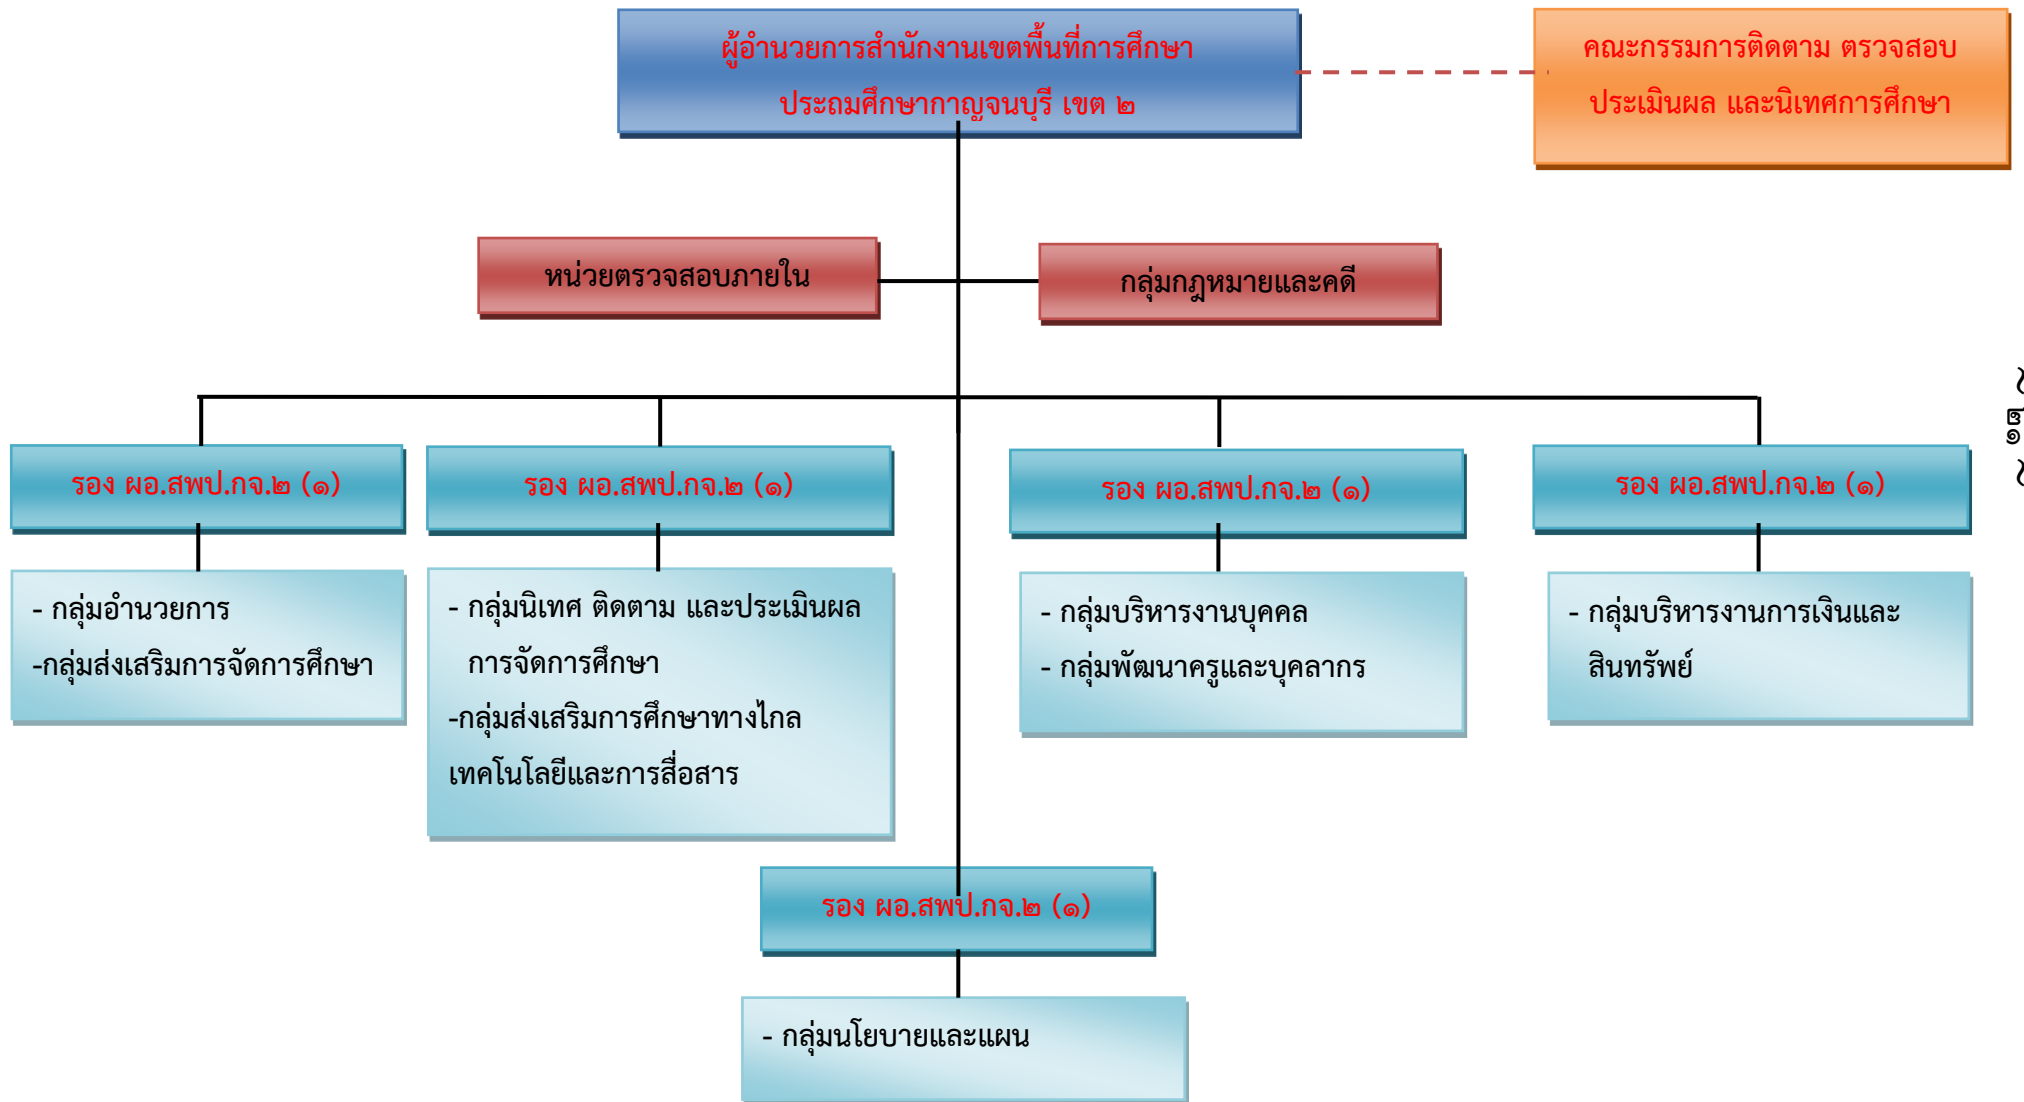 ผู้อำนวยการสำนักงานเขตพื้นที่การศึกษา
ประถมศึกษากาญจนบุรี เขต ๒
คณะกรรมการติดตาม ตรวจสอบ
ประเมินผล และนิเทศการศึกษา
หน่วยตรวจสอบภายใน
กลุ่มกฎหมายและคดี
~ ๒๑ ~
รอง ผอ.สพป.กจ.๒ (๑)
- กลุ่มอำนวยการ
-กลุ่มส่งเสริมการจัดการศึกษา
รอง ผอ.สพป.กจ.๒ (๑)
- กลุ่มนิเทศ ติดตาม และประเมินผล
การจัดการศึกษา
-กลุ่มส่งเสริมการศึกษาทางไกล
เทคโนโลยีและการสื่อสาร
รอง ผอ.สพป.กจ.๒ (๑)
- กลุ่มบริหารงานบุคคล
- กลุ่มพัฒนาครูและบุคลากร
รอง ผอ.สพป.กจ.๒ (๑)
- กลุ่มบริหารงานการเงินและ
สินทรัพย์
รอง ผอ.สพป.กจ.๒ (๑)
- กลุ่มนโยบายและแผน